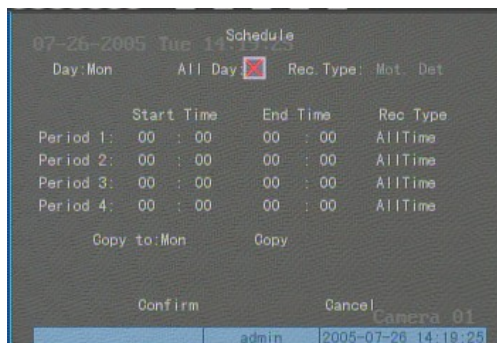 Schedule
07-26-2005 Tue 14:19:25
Day:Mon All Day: Rec.Type: Mot. Det
Start Time End Time Rec Type
Period 1: 00 : 00 00 : 00 AllTime
Period 2: 00 : 00 00 : 00 AllTime
Period 3: 00 : 00 00 : 00 AllTime
Period 4: 00 : 00 00 : 00 AllTime
Copy to:Mon Copy
Confirm Cancel
Camera 01
admin 2005-07-26 14:19:25